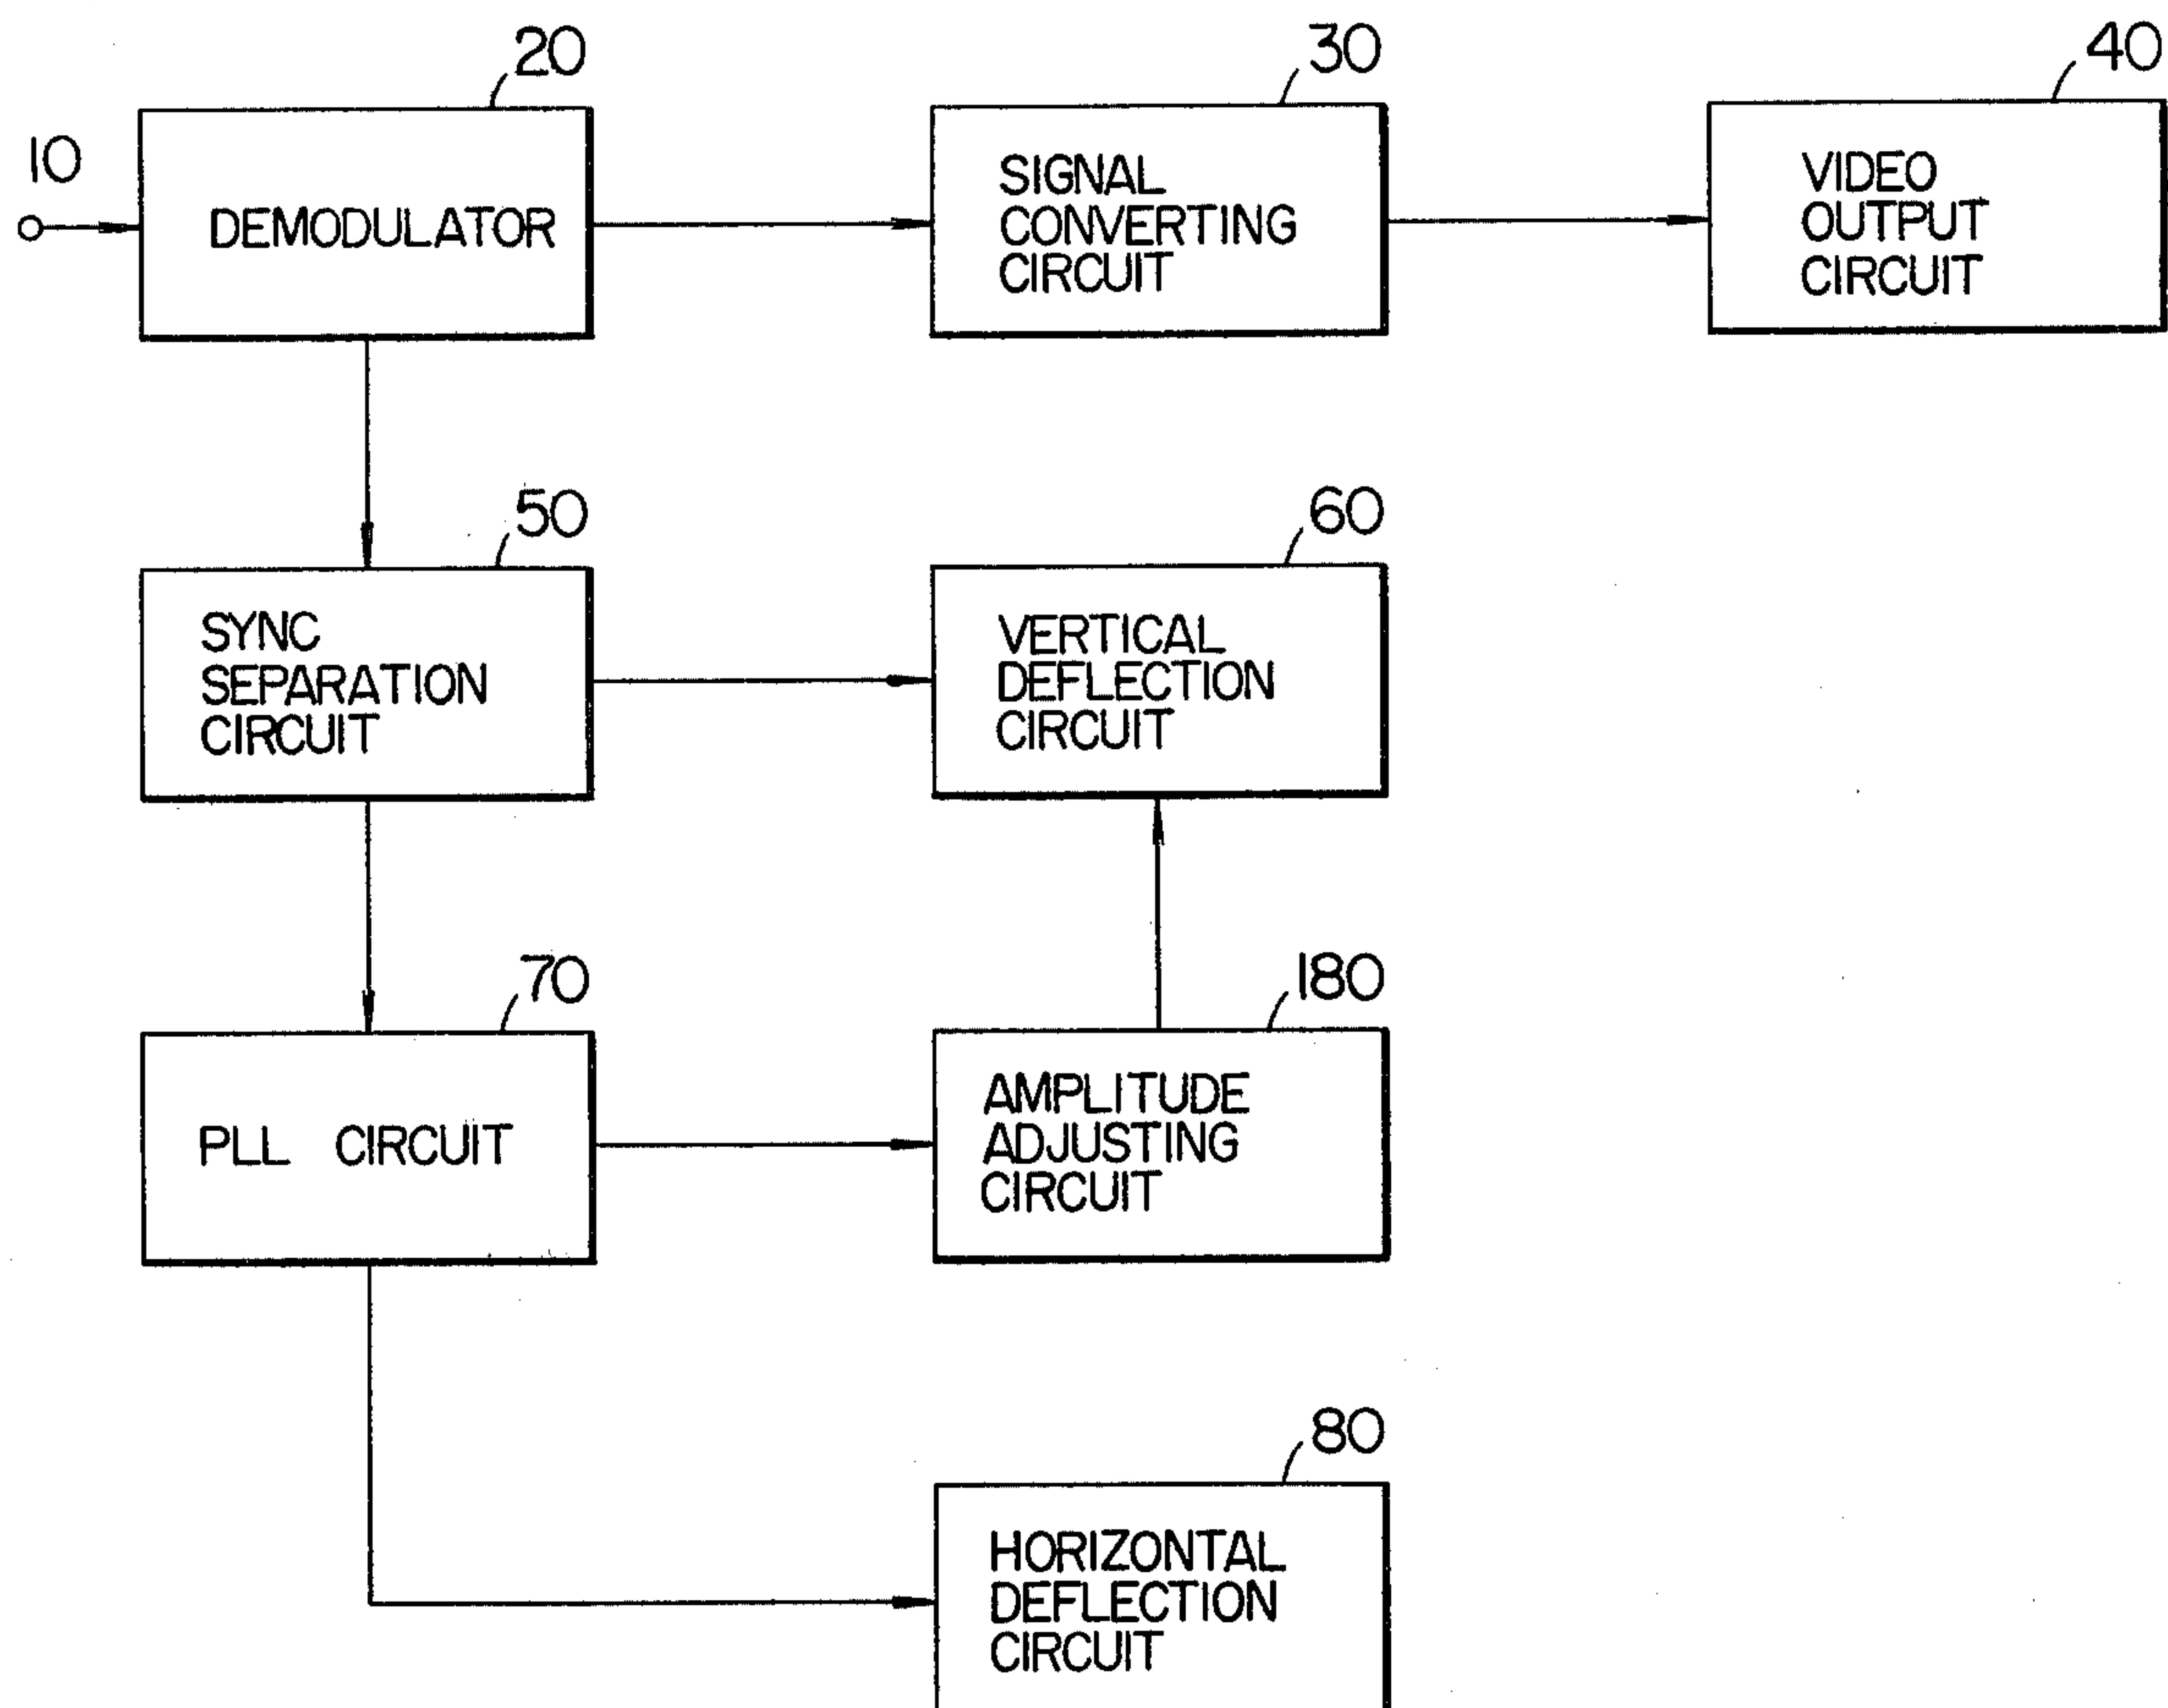 20
30
40
10
DEMODULATOR
SIGNAL
CONVERTING
CIRCUIT
VIDEO
OUTPUT
CIRCUIT
50
60
SYNC
SEPARATION
CIRCUIT
VERTICAL
DEFLECTION
CIRCUIT
70
180
PLL CIRCUIT
AMPLITUDE
ADJUSTING
CIRCUIT
80
HORIZONTAL
DEFLECTION
CIRCUIT